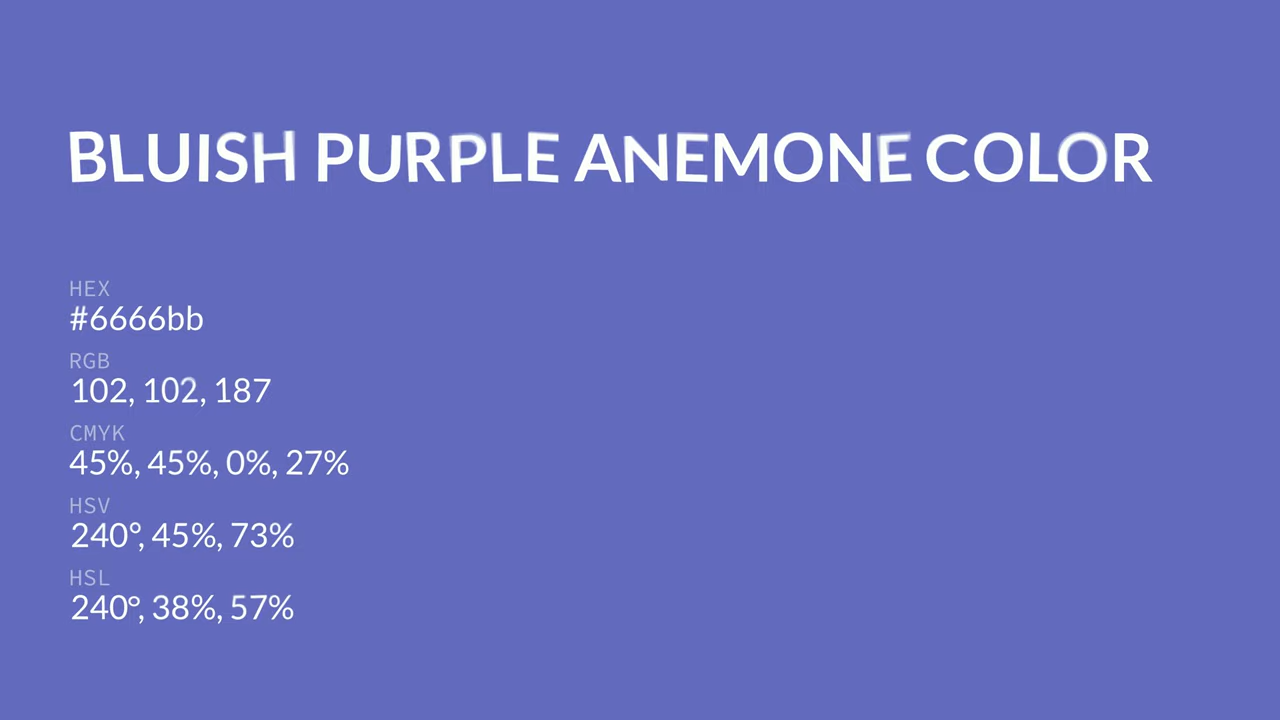 BLUISH PURPLE ANEMONE COLOR
HEX
#6666bb
RGB
102, 102, 187
CMYK
45%, 45%, 0%, 27%
HSV
240°, 45%, 73%
HSL
240°, 38%, 57%